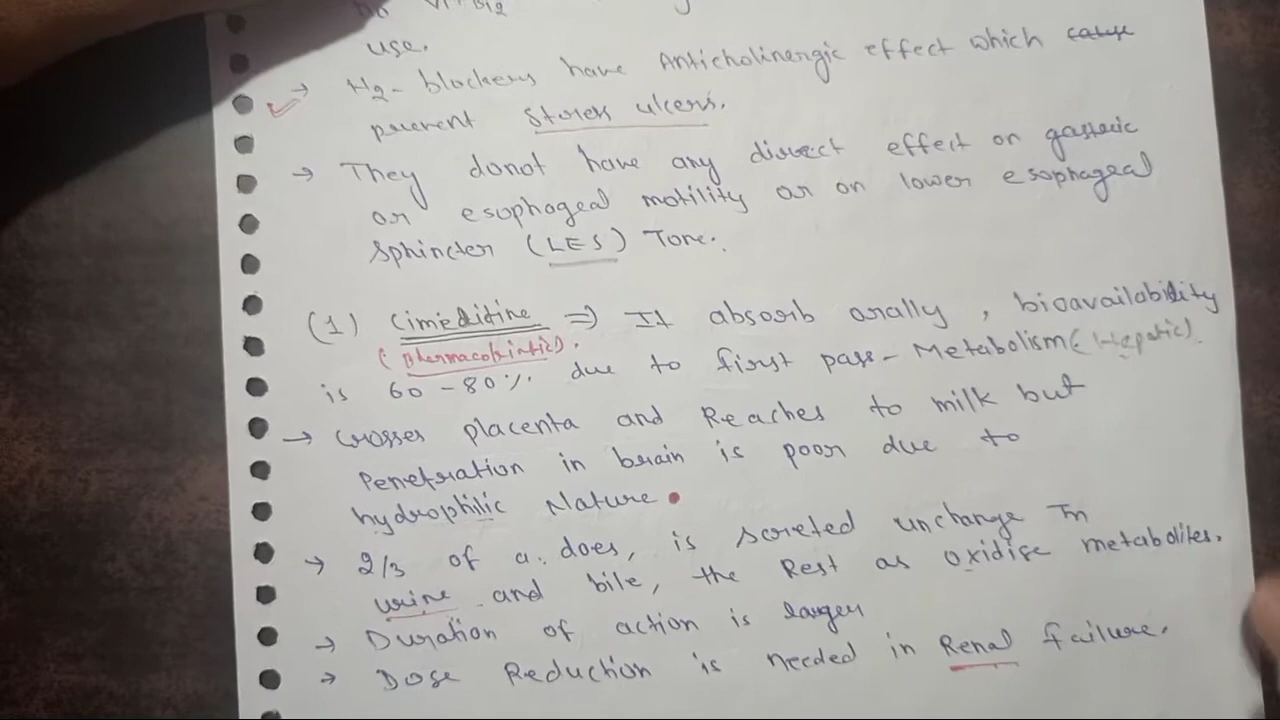 use.
→ H2-blockers have Anticholinergic effect which cause
prevent Stress ulcers.
→ They donot have any direct effect on gastric
or esophageal motility or on lower esophageal
Sphincter (LES) Tone.
(1) Cimeditine ⇒ It absorb orally, bioavailability
(pharmacokintic).
is 60-80% due to first pass-Metabolism (Hepatic)
→ Crosses placenta and Reaches to milk but
Penetration in brain is poor due to
hydrophilic Nature
→ 2/3 of a. does, is screted unchange In
urine and bile, the Rest as oxidise metabolites.
→ Duration of action is larger
→ Dose Reduction is needed in Renal failure.